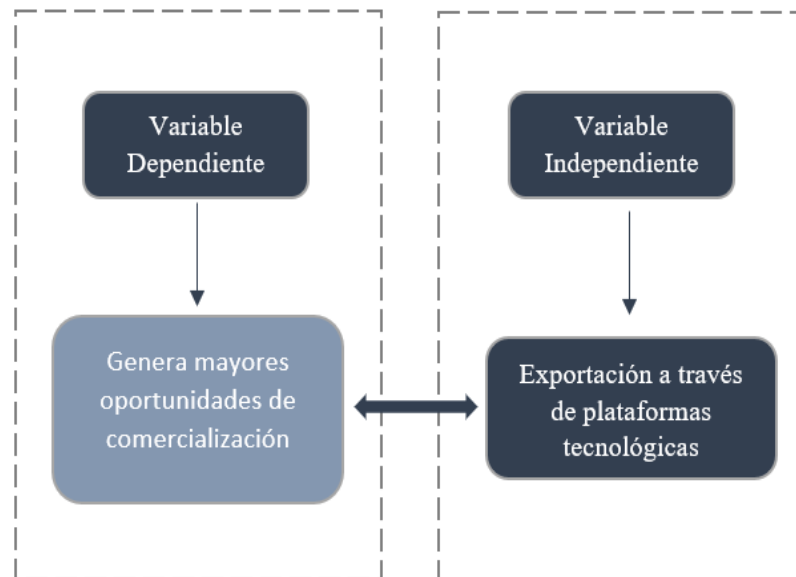 Variable
Dependiente
Variable
Independiente
Genera mayores
oportunidades de
comercialización
Exportación a través
de plataformas
tecnológicas